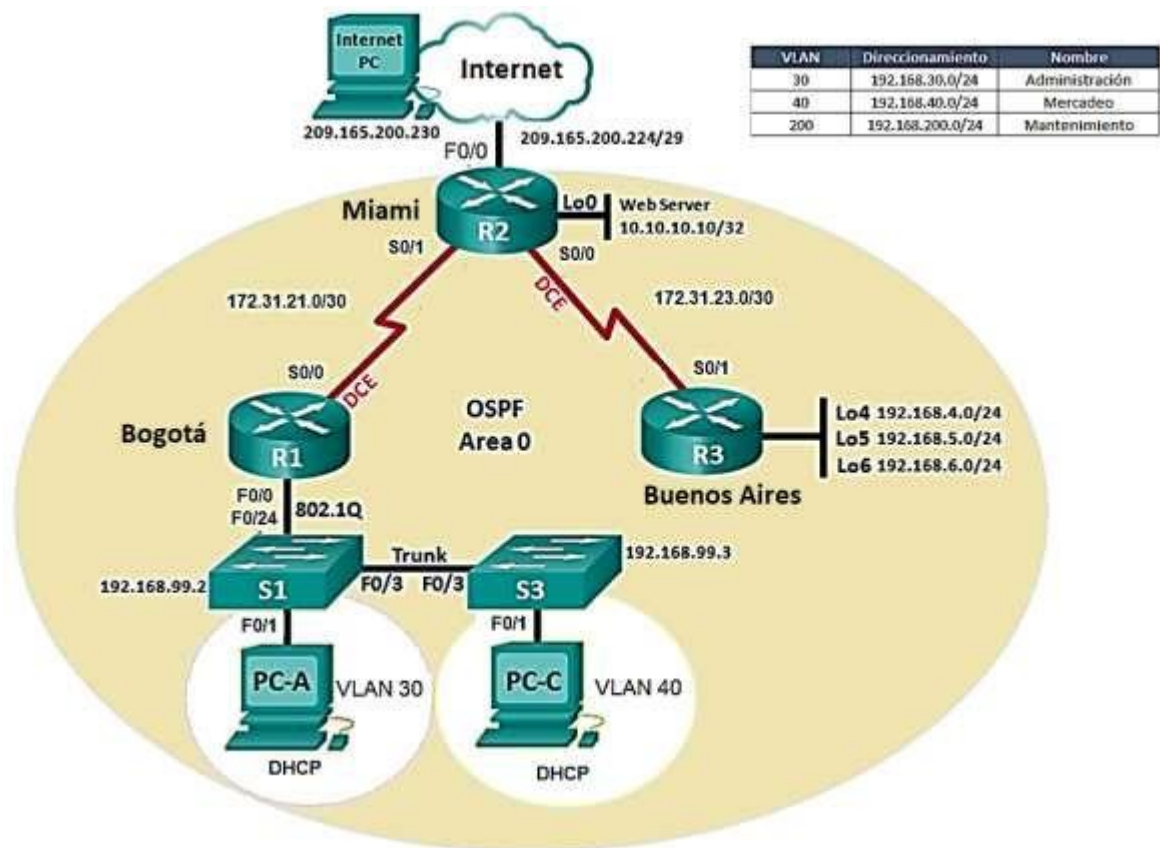 Internet
PC
Internet
209.165.200.230
209.165.200.224/29
F0/0
VLAN Direccionamiento Nombre
30 192.168.30.0/24 Administración
40 192.168.40.0/24 Mercadeo
200 192.168.200.0/24 Mantenimiento
Miami
R2
Lo0
Web Server
10.10.10.10/32
S0/1
S0/0
DCE
172.31.21.0/30
172.31.23.0/30
S0/0
DCE
S0/1
Bogotá
R1
OSPF
Area 0
R3
Buenos Aires
Lo4 192.168.4.0/24
Lo5 192.168.5.0/24
Lo6 192.168.6.0/24
F0/0
F0/24
802.1Q
Trunk
192.168.99.2
S1
F0/3
F0/3
S3
192.168.99.3
F0/1
F0/1
PC-A
VLAN 30
DHCP
PC-C
VLAN 40
DHCP